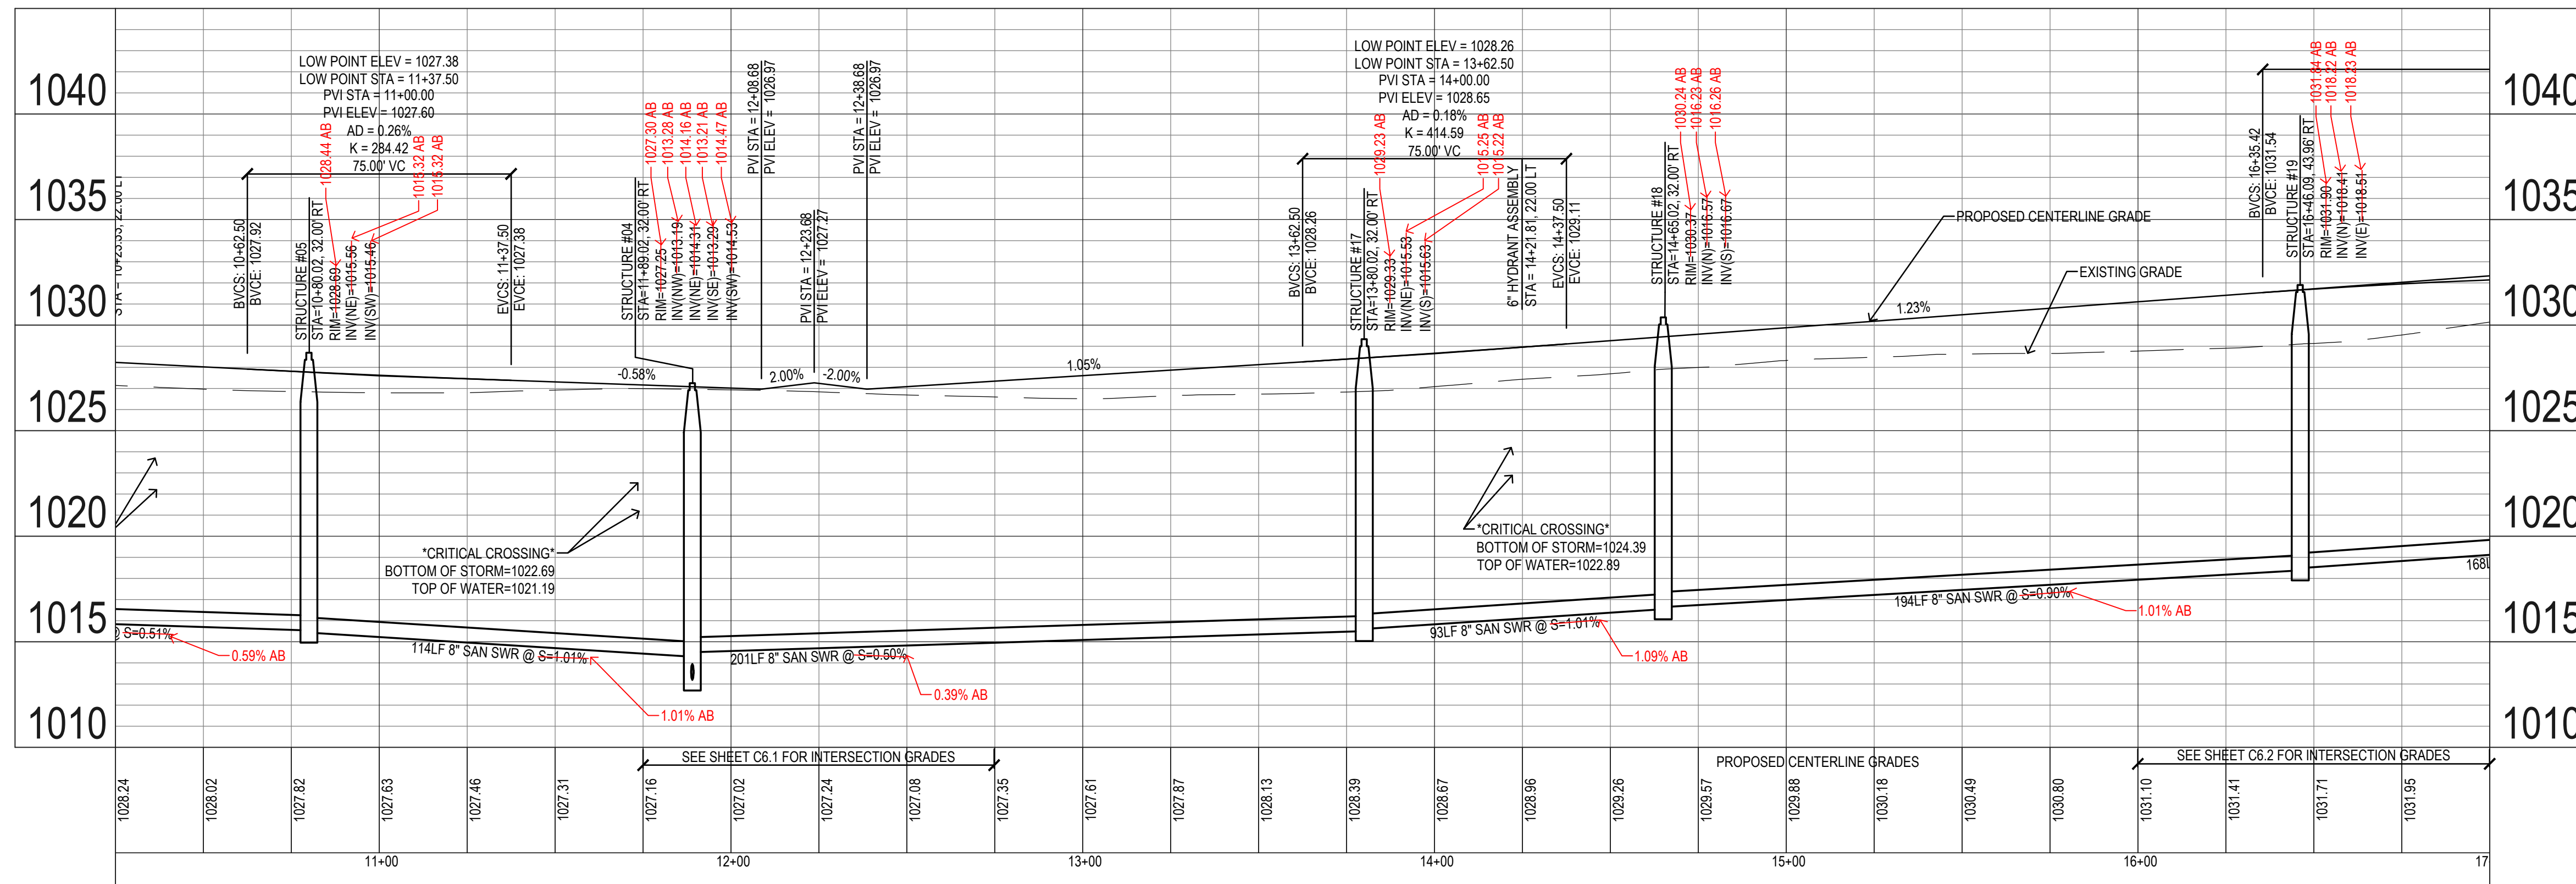 1040
1035
1030
1025
1020
1015
1010
LOW POINT ELEV = 1027.38
LOW POINT STA = 11+37.50
PVI STA = 11+00.00
PVI ELEV = 1027.60
AD = 0.26%
K = 284.42
75.00' VC
BVCS: 10+62.50
BVCE: 1027.92
STRUCTURE #05
STA=10+80.02, 32.00' RT
RIM=1028.69
INV(NE)=1015.56
INV(SW)=1015.46
1028.44 AB
1015.32 AB
1015.32 AB
EVCS: 11+37.50
EVCE: 1027.38
STRUCTURE #04
STA=11+89.02, 32.00' RT
RIM=1027.25
INV(NW)=1013.19
INV(NE)=1014.31
INV(SE)=1013.29
INV(SW)=1014.53
1027.30 AB
1013.28 AB
1014.16 AB
1013.21 AB
1014.47 AB
PVI STA = 12+08.68
PVI ELEV = 1026.97
PVI STA = 12+23.68
PVI ELEV = 1027.27
PVI STA = 12+38.68
PVI ELEV = 1026.97
LOW POINT ELEV = 1028.26
LOW POINT STA = 13+62.50
PVI STA = 14+00.00
PVI ELEV = 1028.65
AD = 0.18%
K = 414.59
75.00' VC
BVCS: 13+62.50
BVCE: 1028.26
STRUCTURE #17
STA=13+80.02, 32.00' RT
RIM=1029.33
INV(NE)=1015.53
INV(S)=1015.63
1029.23 AB
1015.25 AB
1015.22 AB
6" HYDRANT ASSEMBLY
STA = 14+21.81, 22.00 LT
EVCS: 14+37.50
EVCE: 1029.11
STRUCTURE #18
STA=14+65.02, 32.00' RT
RIM=1030.37
INV(N)=1016.57
INV(S)=1016.67
1030.24 AB
1016.23 AB
1016.26 AB
PROPOSED CENTERLINE GRADE
EXISTING GRADE
BVCS: 16+35.42
BVCE: 1031.54
STRUCTURE #19
STA=16+46.09, 43.96' RT
RIM=1031.90
INV(N)=1018.41
INV(E)=1018.51
1031.84 AB
1018.22 AB
1018.23 AB
-0.58%
2.00%
-2.00%
1.05%
1.23%
*CRITICAL CROSSING*
BOTTOM OF STORM=1022.69
TOP OF WATER=1021.19
*CRITICAL CROSSING*
BOTTOM OF STORM=1024.39
TOP OF WATER=1022.89
@ S=0.51%
0.59% AB
114LF 8" SAN SWR @ S=1.01%
1.01% AB
201LF 8" SAN SWR @ S=0.50%
0.39% AB
93LF 8" SAN SWR @ S=1.01%
1.09% AB
194LF 8" SAN SWR @ S=0.90%
1.01% AB
1040
1035
1030
1025
1020
1015
1010
SEE SHEET C6.1 FOR INTERSECTION GRADES
PROPOSED CENTERLINE GRADES
SEE SHEET C6.2 FOR INTERSECTION GRADES
1028.24
1028.02
1027.82
1027.63
1027.46
1027.31
1027.16
1027.02
1027.24
1027.08
1027.35
1027.61
1027.87
1028.13
1028.39
1028.67
1028.96
1029.26
1029.57
1029.88
1030.18
1030.49
1030.80
1031.10
1031.41
1031.71
1031.95
11+00
12+00
13+00
14+00
15+00
16+00
17